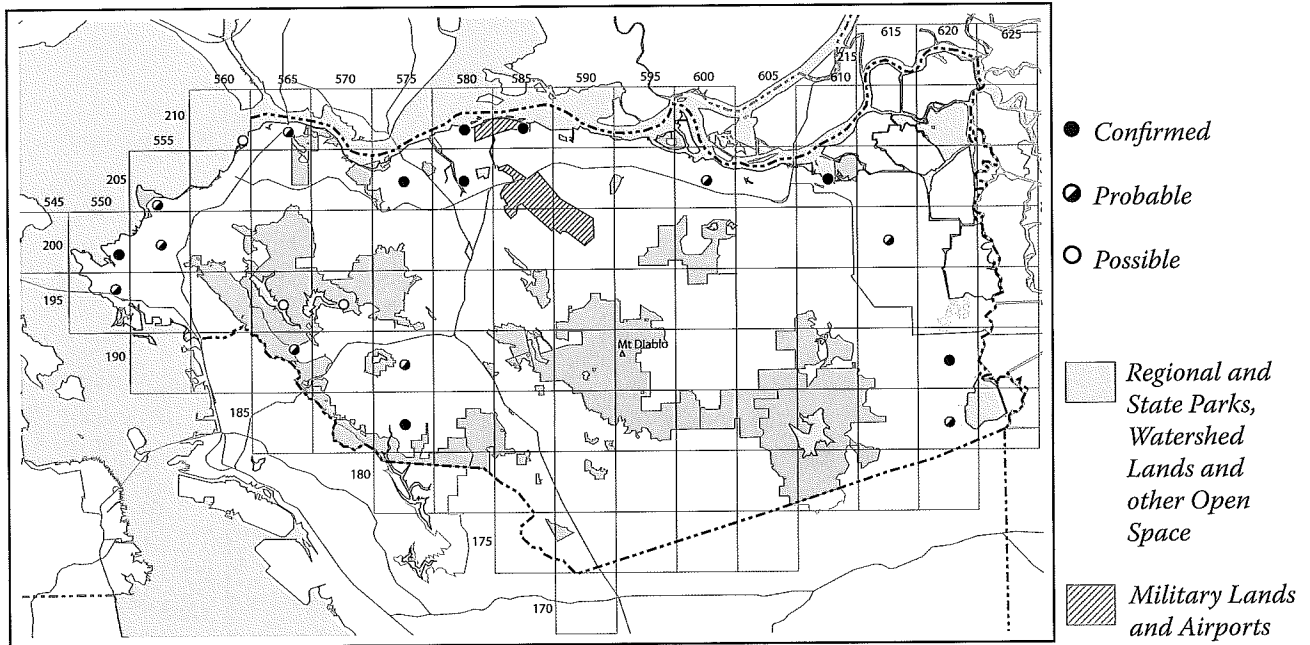 615 620 625
215
560 565 570 575 580 585 590 595 600 605 610
210
555
205
545 550
200
195
190
Mt Diablo
185
180
175
170
Confirmed
Probable
Possible
Regional and
State Parks,
Watershed
Lands and
other Open
Space
Military Lands
and Airports